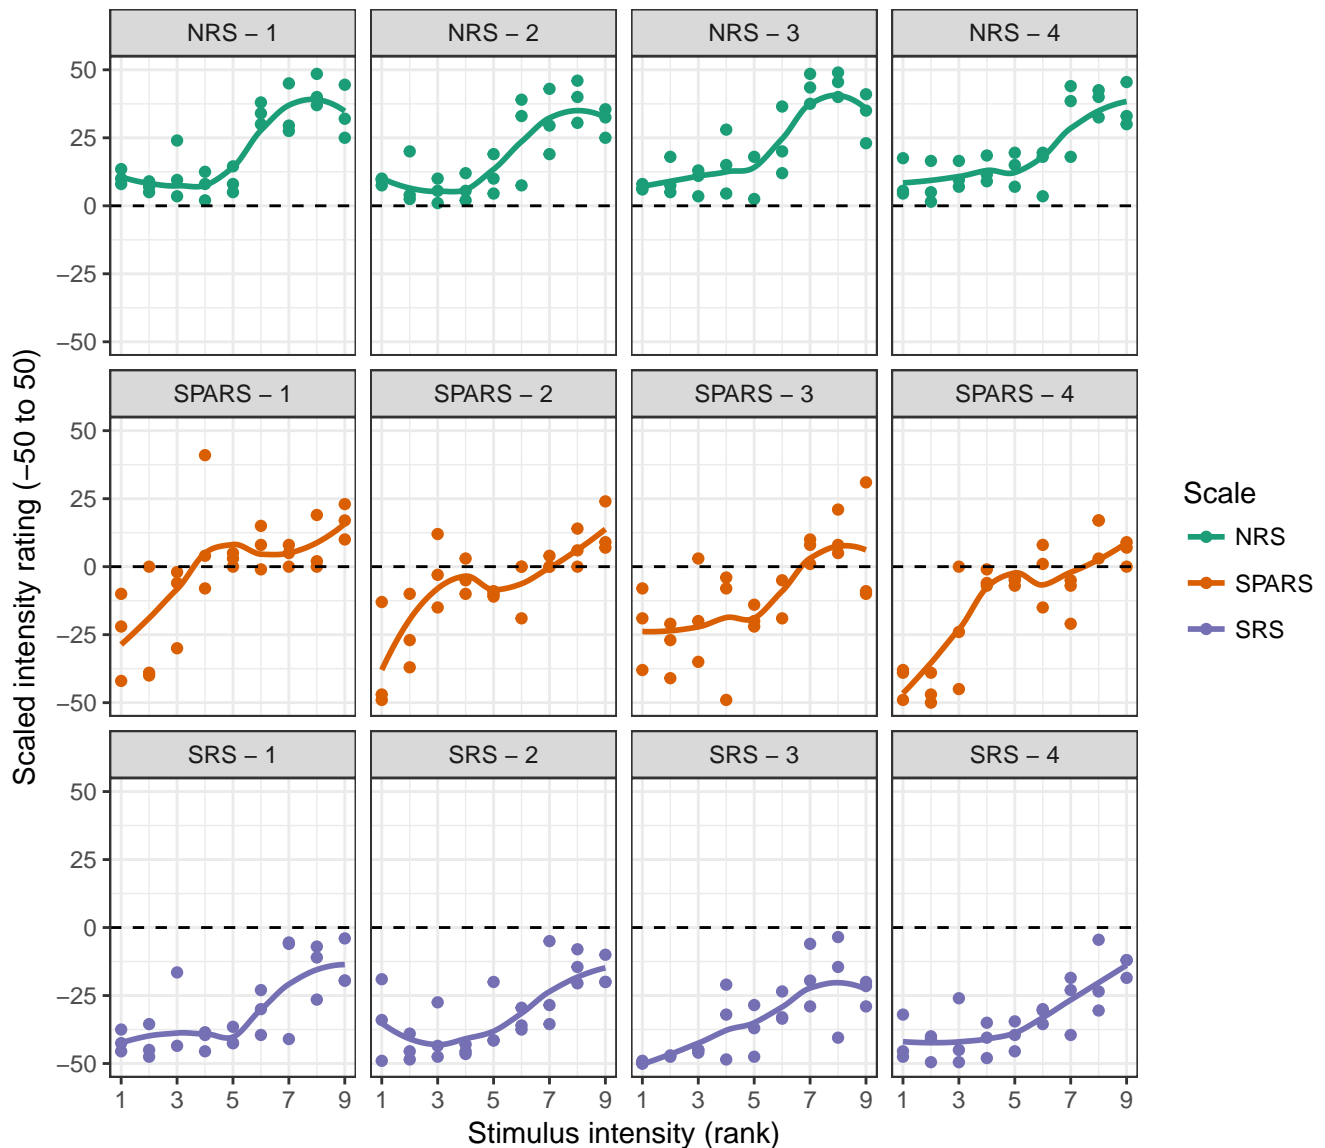 NRS − 1 NRS − 2 NRS − 3 NRS − 4
50
25
0
−25
−50
SPARS − 1 SPARS − 2 SPARS − 3 SPARS − 4
50
25
0
−25
−50
SRS − 1 SRS − 2 SRS − 3 SRS − 4
50
25
0
−25
−50
1 3 5 7 9 1 3 5 7 9 1 3 5 7 9 1 3 5 7 9
Stimulus intensity (rank)
Scaled intensity rating (−50 to 50)
Scale
NRS
SPARS
SRS